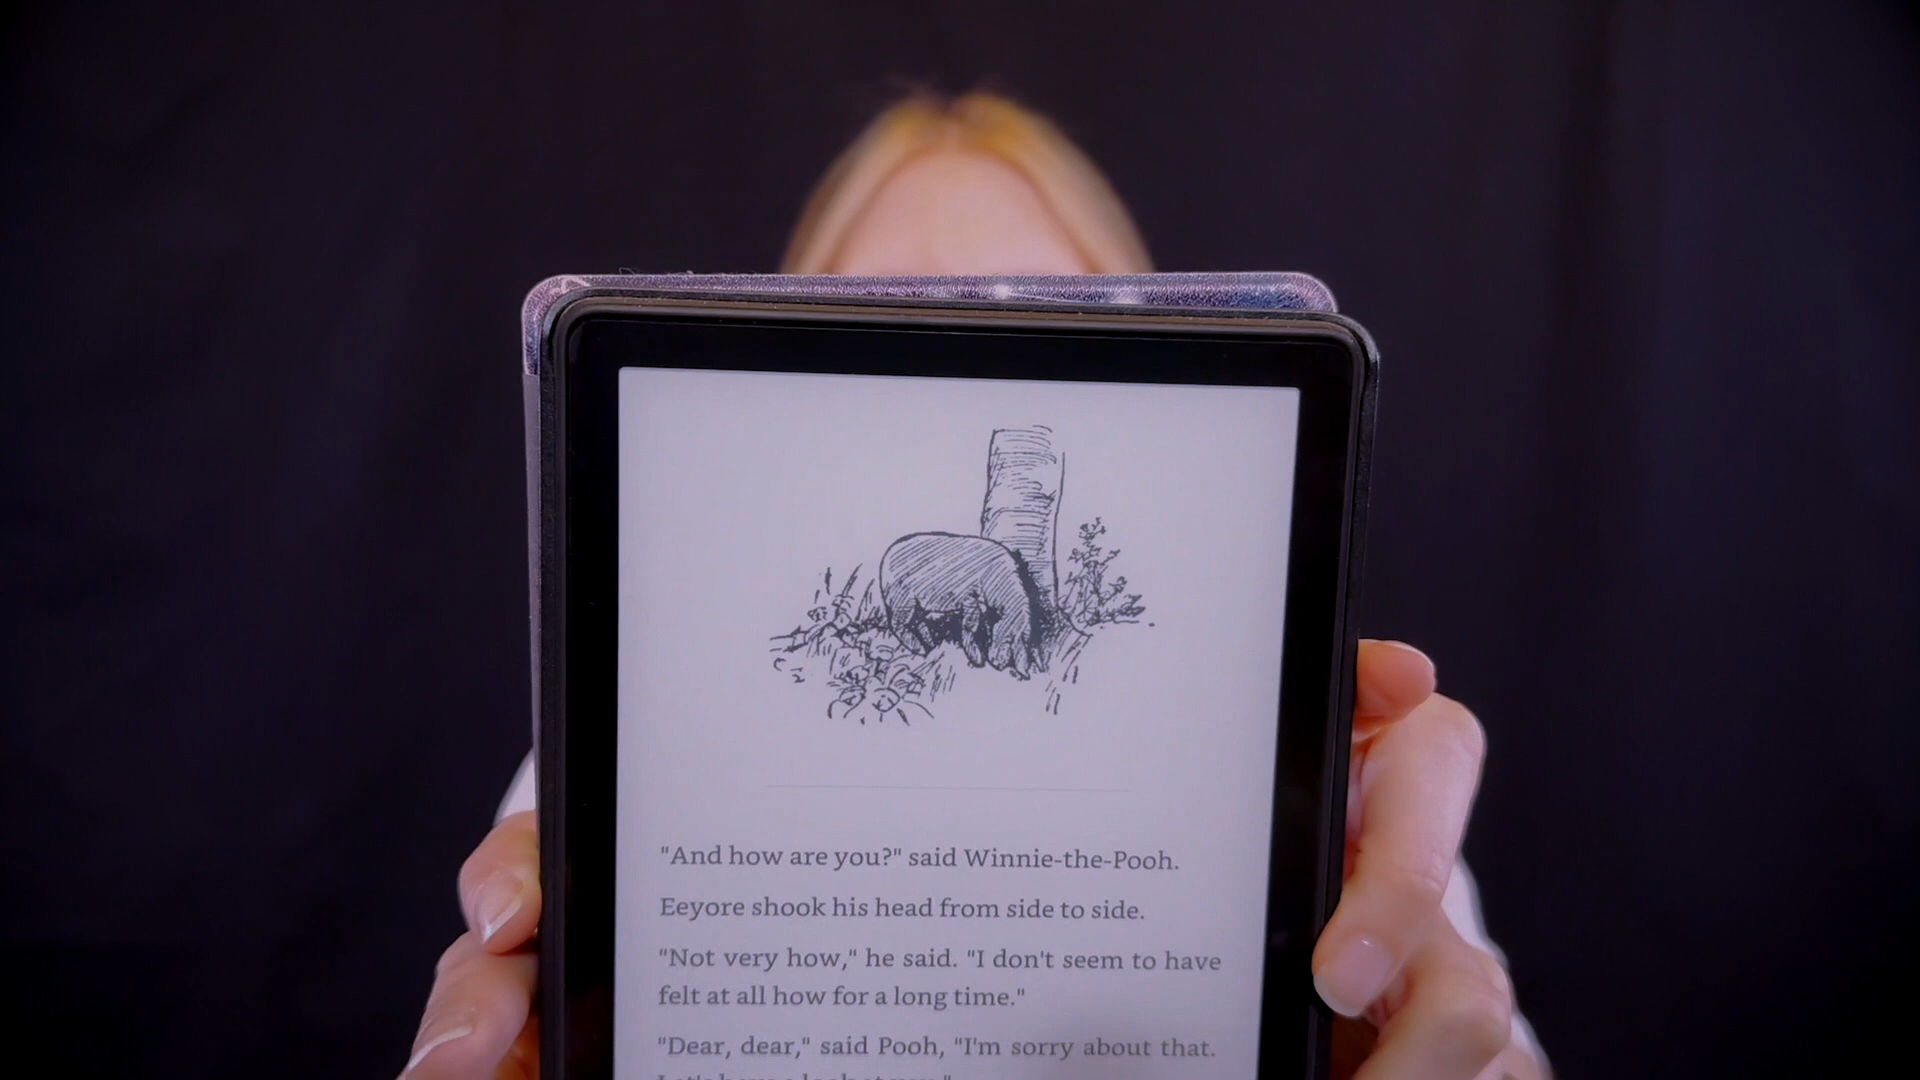 "And how are you?" said Winnie-the-Pooh.
Eeyore shook his head from side to side.
"Not very how," he said. "I don't seem to have
felt at all how for a long time."
"Dear, dear," said Pooh, "I'm sorry about that.